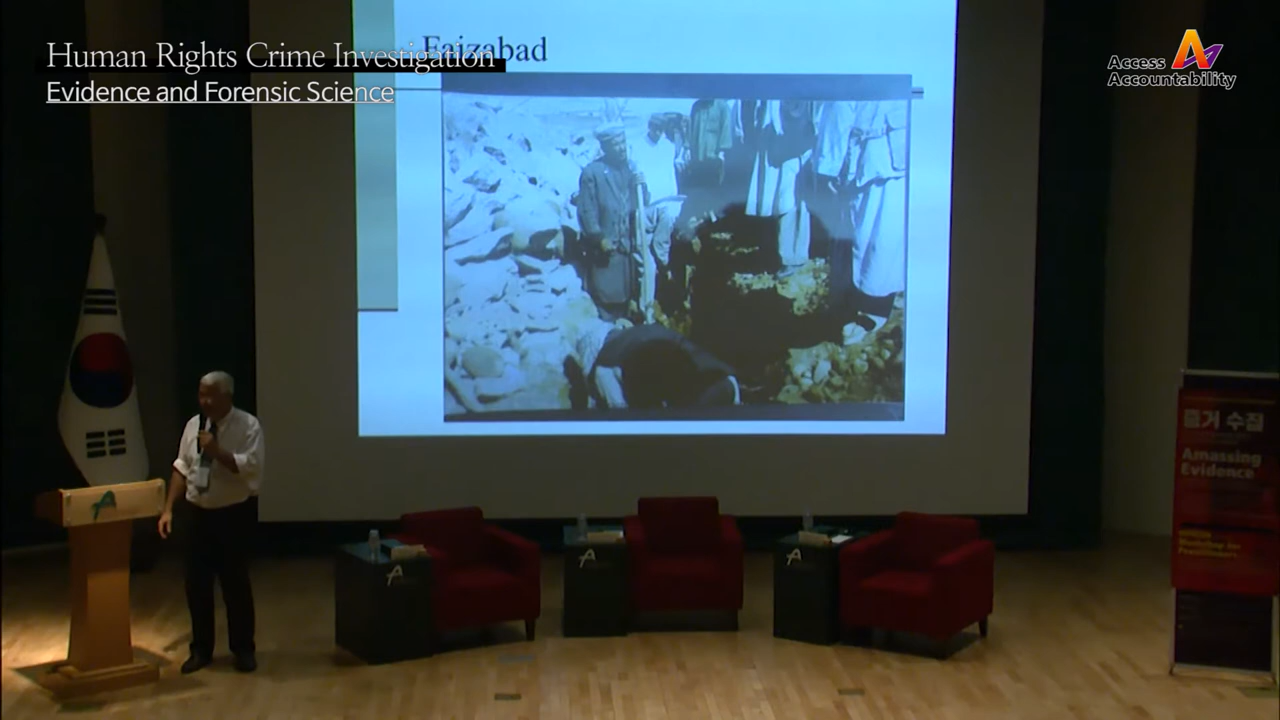 Human Rights Crime Investigation
Evidence and Forensic Science
Faizabad
Access
Accountability
증거 수집
Amassing
Evidence